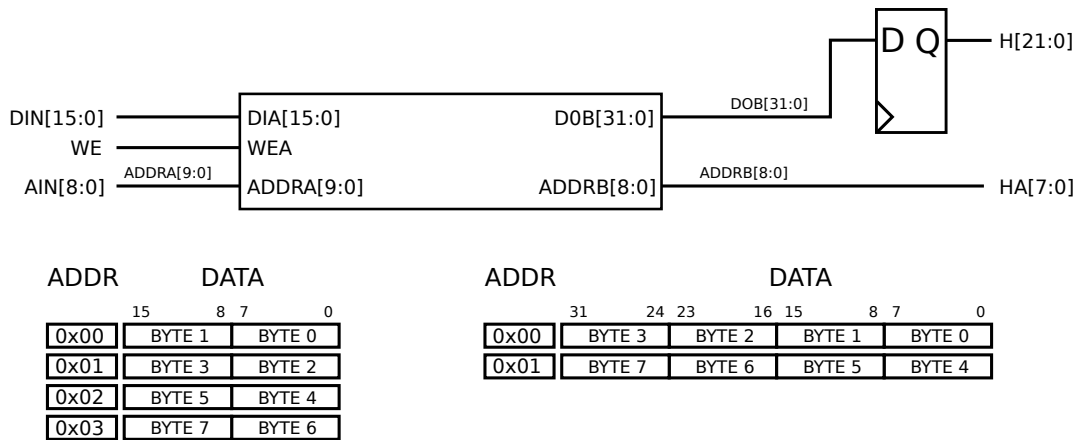 D Q H[21:0]
DIN[15:0] DIA[15:0] D0B[31:0] DOB[31:0]
WE WEA
AIN[8:0] ADDRA[9:0] ADDRA[9:0] ADDRB[8:0] ADDRB[8:0] HA[7:0]
ADDR DATA
15 8 7 0
0x00 BYTE 1 BYTE 0
0x01 BYTE 3 BYTE 2
0x02 BYTE 5 BYTE 4
0x03 BYTE 7 BYTE 6
ADDR DATA
31 24 23 16 15 8 7 0
0x00 BYTE 3 BYTE 2 BYTE 1 BYTE 0
0x01 BYTE 7 BYTE 6 BYTE 5 BYTE 4